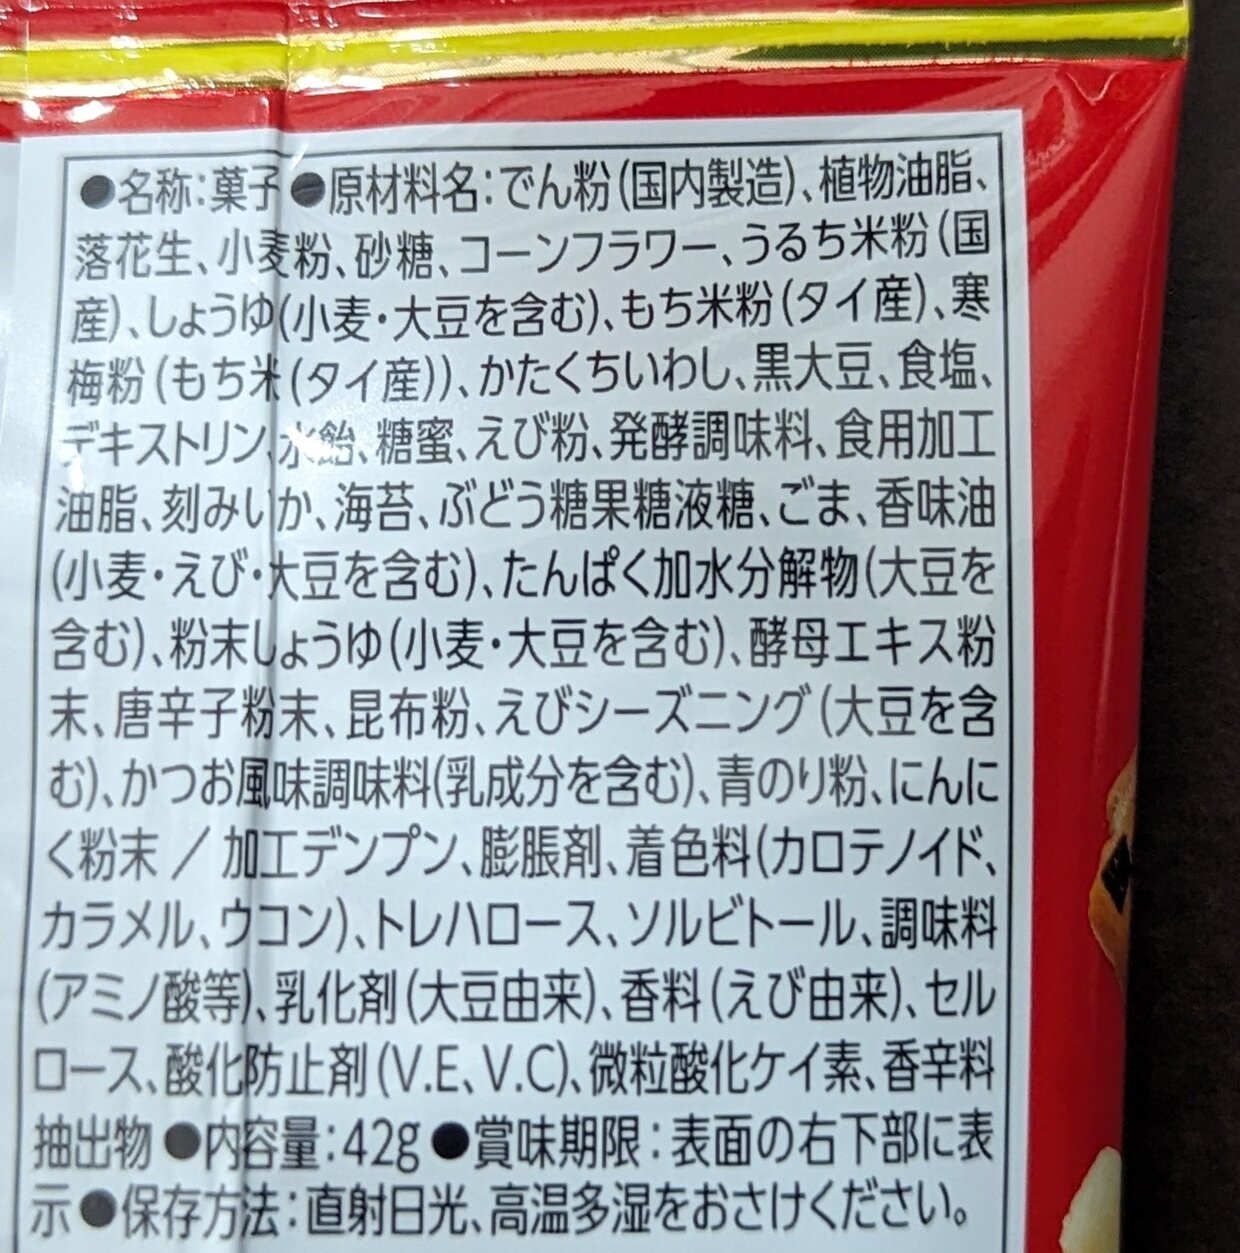 ●名称:菓子●原材料名:でん粉(国内製造)、植物油脂、
落花生、小麦粉、砂糖、コーンフラワー、うるち米粉(国
産)、しょうゆ(小麦・大豆を含む)、もち米粉(タイ産)、寒
梅粉(もち米(タイ産))、かたくちいわし、黒大豆、食塩、
デキストリン、水飴、糖蜜、えび粉、発酵調味料、食用加工
油脂、刻みいか、海苔、ぶどう糖果糖液糖、ごま、香味油
(小麦・えび・大豆を含む)、たんぱく加水分解物(大豆を
含む)、粉末しょうゆ(小麦・大豆を含む)、酵母エキス粉
末、唐辛子粉末、昆布粉、えびシーズニング(大豆を含
む)、かつお風味調味料(乳成分を含む)、青のり粉、にんに
く粉末/加工デンプン、膨脹剤、着色料(カロテノイド、
カラメル、ウコン)、トレハロース、ソルビトール、調味料
(アミノ酸等)、乳化剤(大豆由来)、香料(えび由来)、セル
ロース、酸化防止剤(V.E、V.C)、微粒酸化ケイ素、香辛料
抽出物●内容量:42g●賞味期限:表面の右下部に表
示●保存方法:直射日光、高温多湿をおさけください。